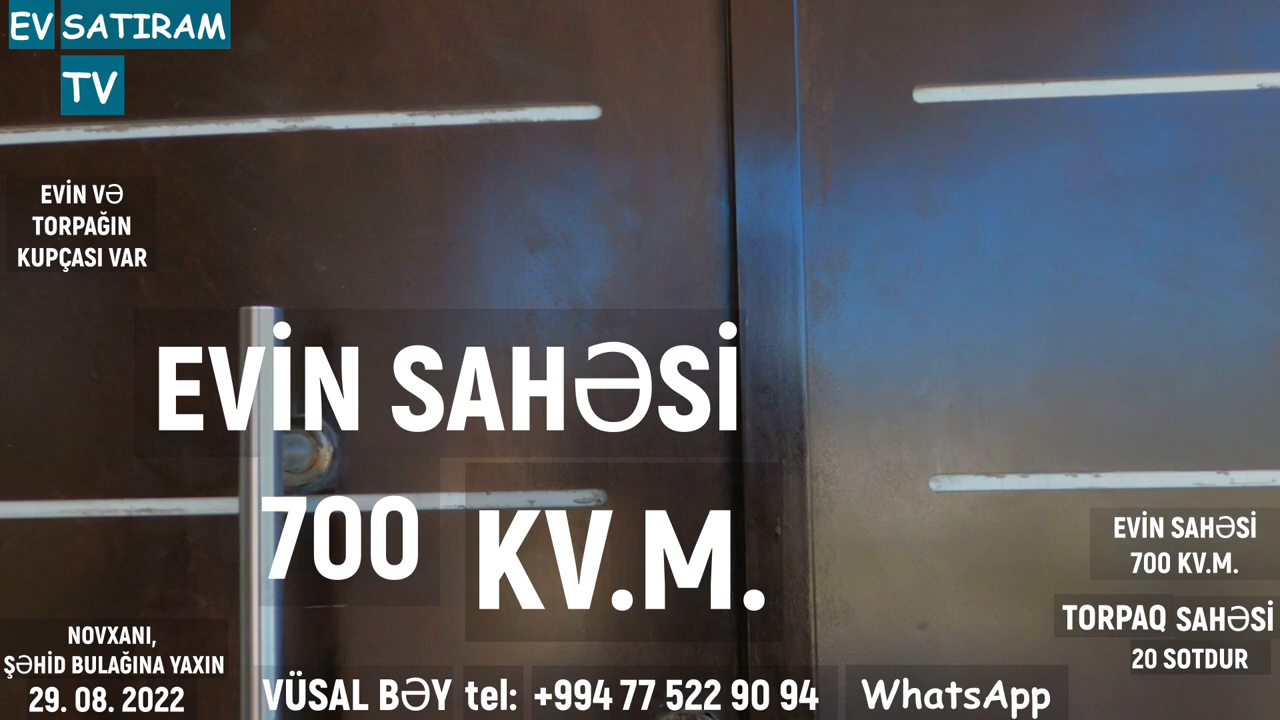 EV SATIRAM
TV
EVİN VƏ
TORPAĞIN
KUPÇASI VAR
EVİN SAHƏSİ
700 KV.M.
EVİN SAHƏSİ
700 KV.M.
TORPAQ SAHƏSİ
20 SOTDUR
NOVXANI,
ŞƏHİD BULAĞINA YAXIN
29. 08. 2022
VÜSAL BƏY tel: +994 77 522 90 94 WhatsApp